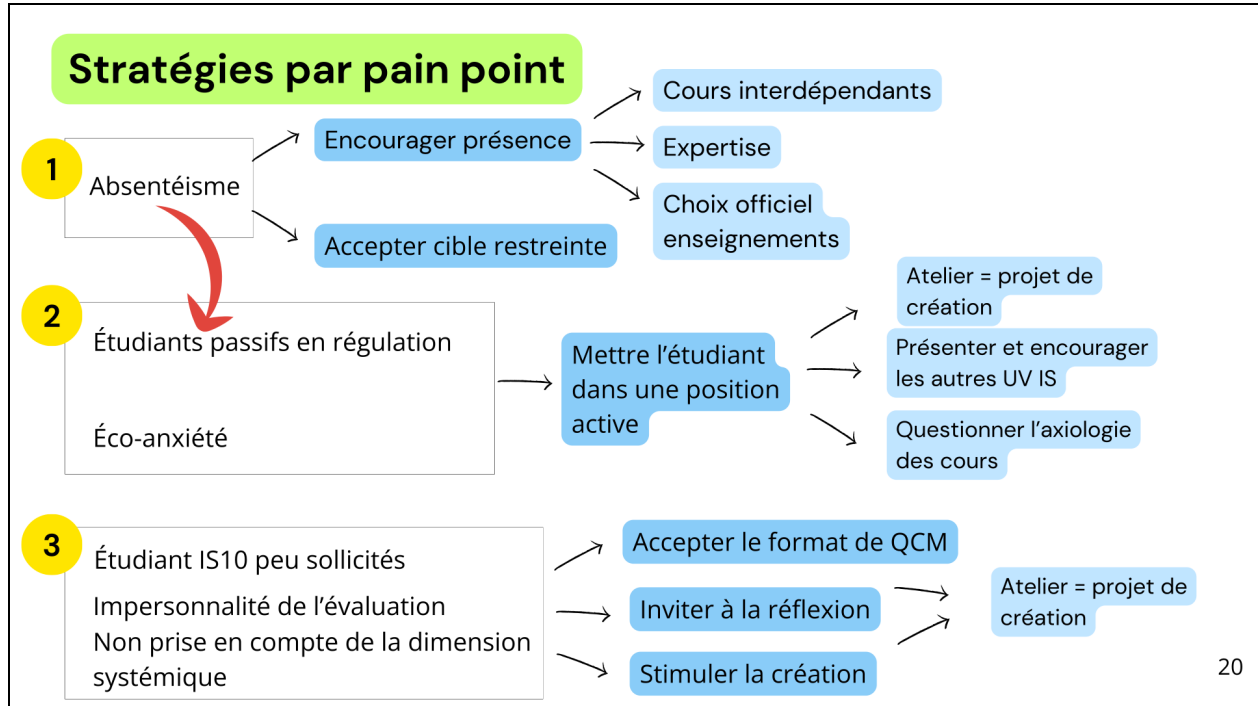 Stratégies par pain point
1
Absentéisme
Encourager présence
Accepter cible restreinte
Cours interdépendants
Expertise
Choix officiel
enseignements
2
Étudiants passifs en régulation
Éco-anxiété
Mettre l'étudiant
dans une position
active
Atelier = projet de
création
Présenter et encourager
les autres UV IS
Questionner l'axiologie
des cours
3
Étudiant IS10 peu sollicités
Impersonnalité de l'évaluation
Non prise en compte de la dimension
systémique
Accepter le format de QCM
Inviter à la réflexion
Stimuler la création
Atelier = projet de
création
20